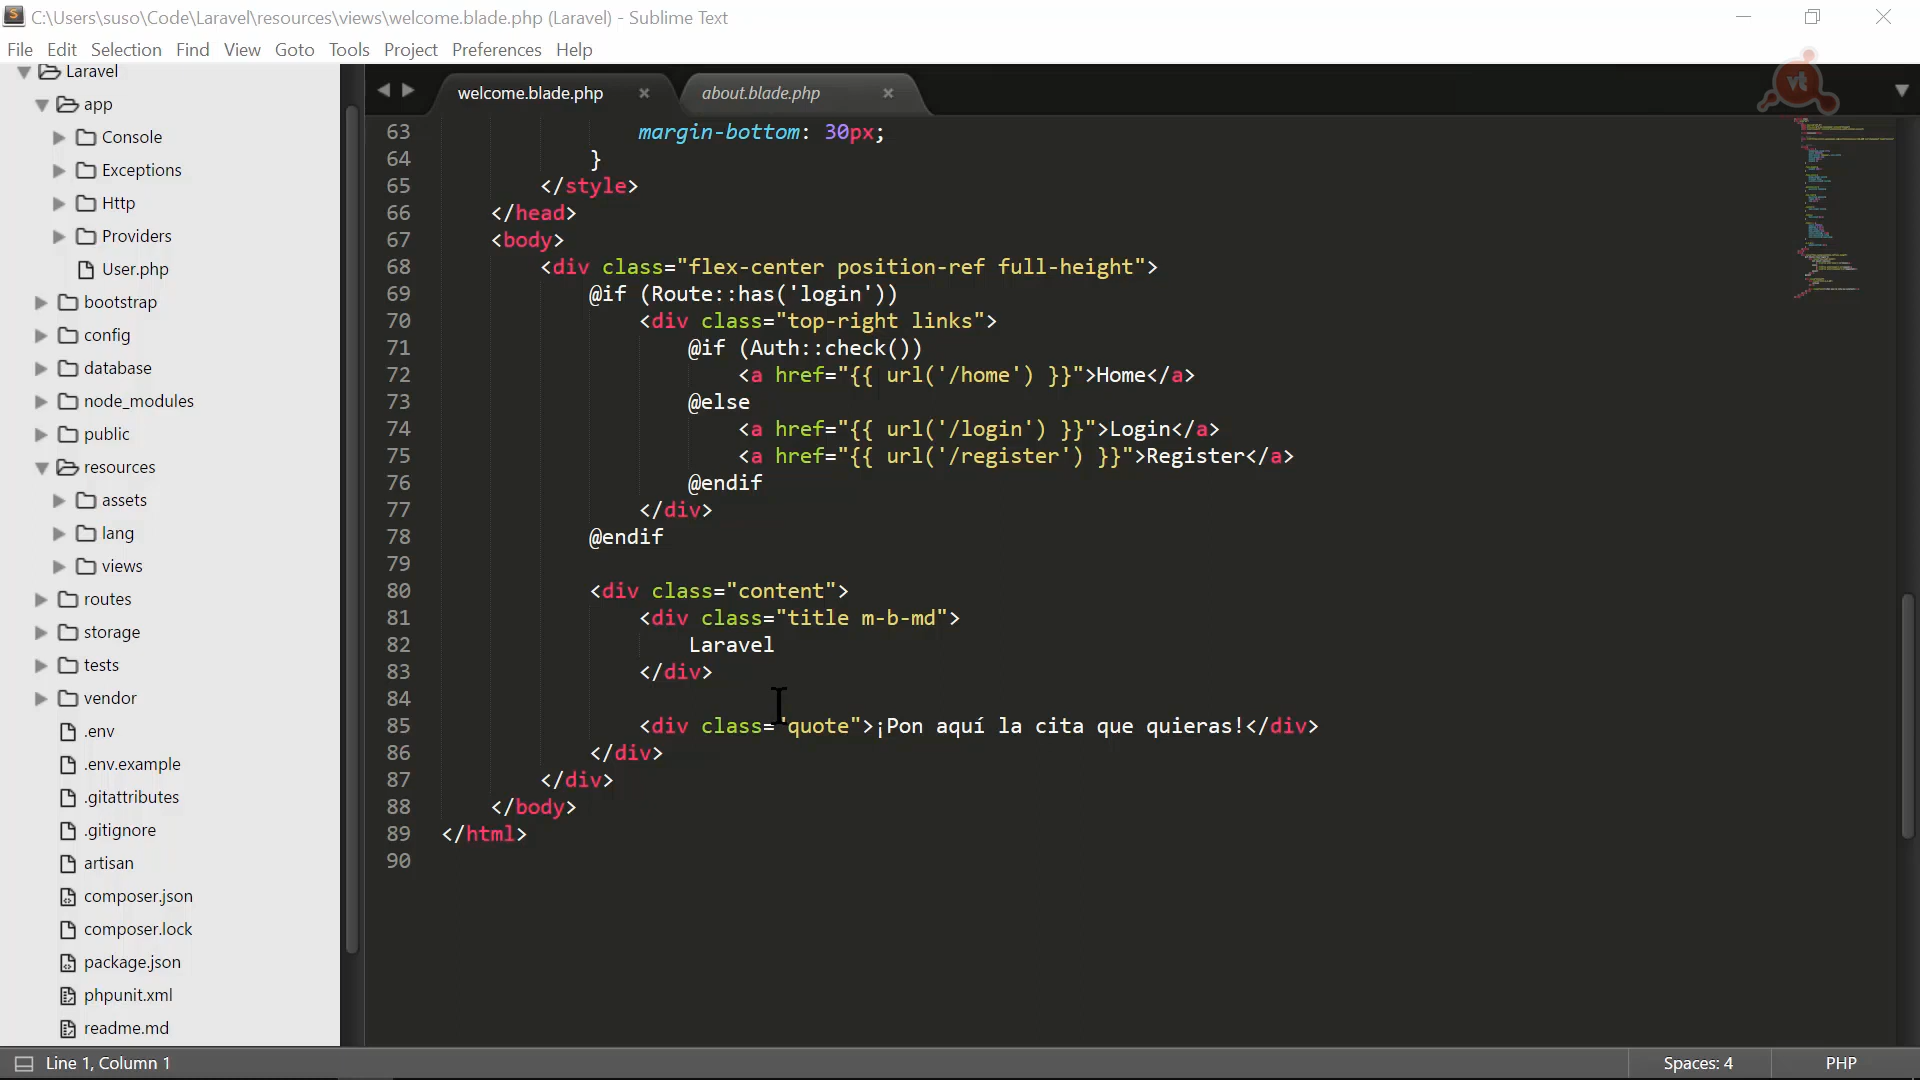 C:\Users\suso\Code\Laravel\resources\views\welcome.blade.php (Laravel) - Sublime Text
File Edit Selection Find View Goto Tools Project Preferences Help
Laravel
app
Console
Exceptions
Http
Providers
User.php
bootstrap
config
database
node_modules
public
resources
assets
lang
views
routes
storage
tests
vendor
.env
.env.example
.gitattributes
.gitignore
artisan
composer.json
composer.lock
package.json
phpunit.xml
readme.md
welcome.blade.php about.blade.php
vt
63 margin-bottom: 30px;
64 }
65 </style>
66 </head>
67 <body>
68 <div class="flex-center position-ref full-height">
69 @if (Route::has('login'))
70 <div class="top-right links">
71 @if (Auth::check())
72 <a href="{{ url('/home') }}">Home</a>
73 @else
74 <a href="{{ url('/login') }}">Login</a>
75 <a href="{{ url('/register') }}">Register</a>
76 @endif
77 </div>
78 @endif
79
80 <div class="content">
81 <div class="title m-b-md">
82 Laravel
83 </div>
84
85 <div class="quote">¡Pon aquí la cita que quieras!</div>
86 </div>
87 </div>
88 </body>
89 </html>
90
Line 1, Column 1 Spaces: 4 PHP